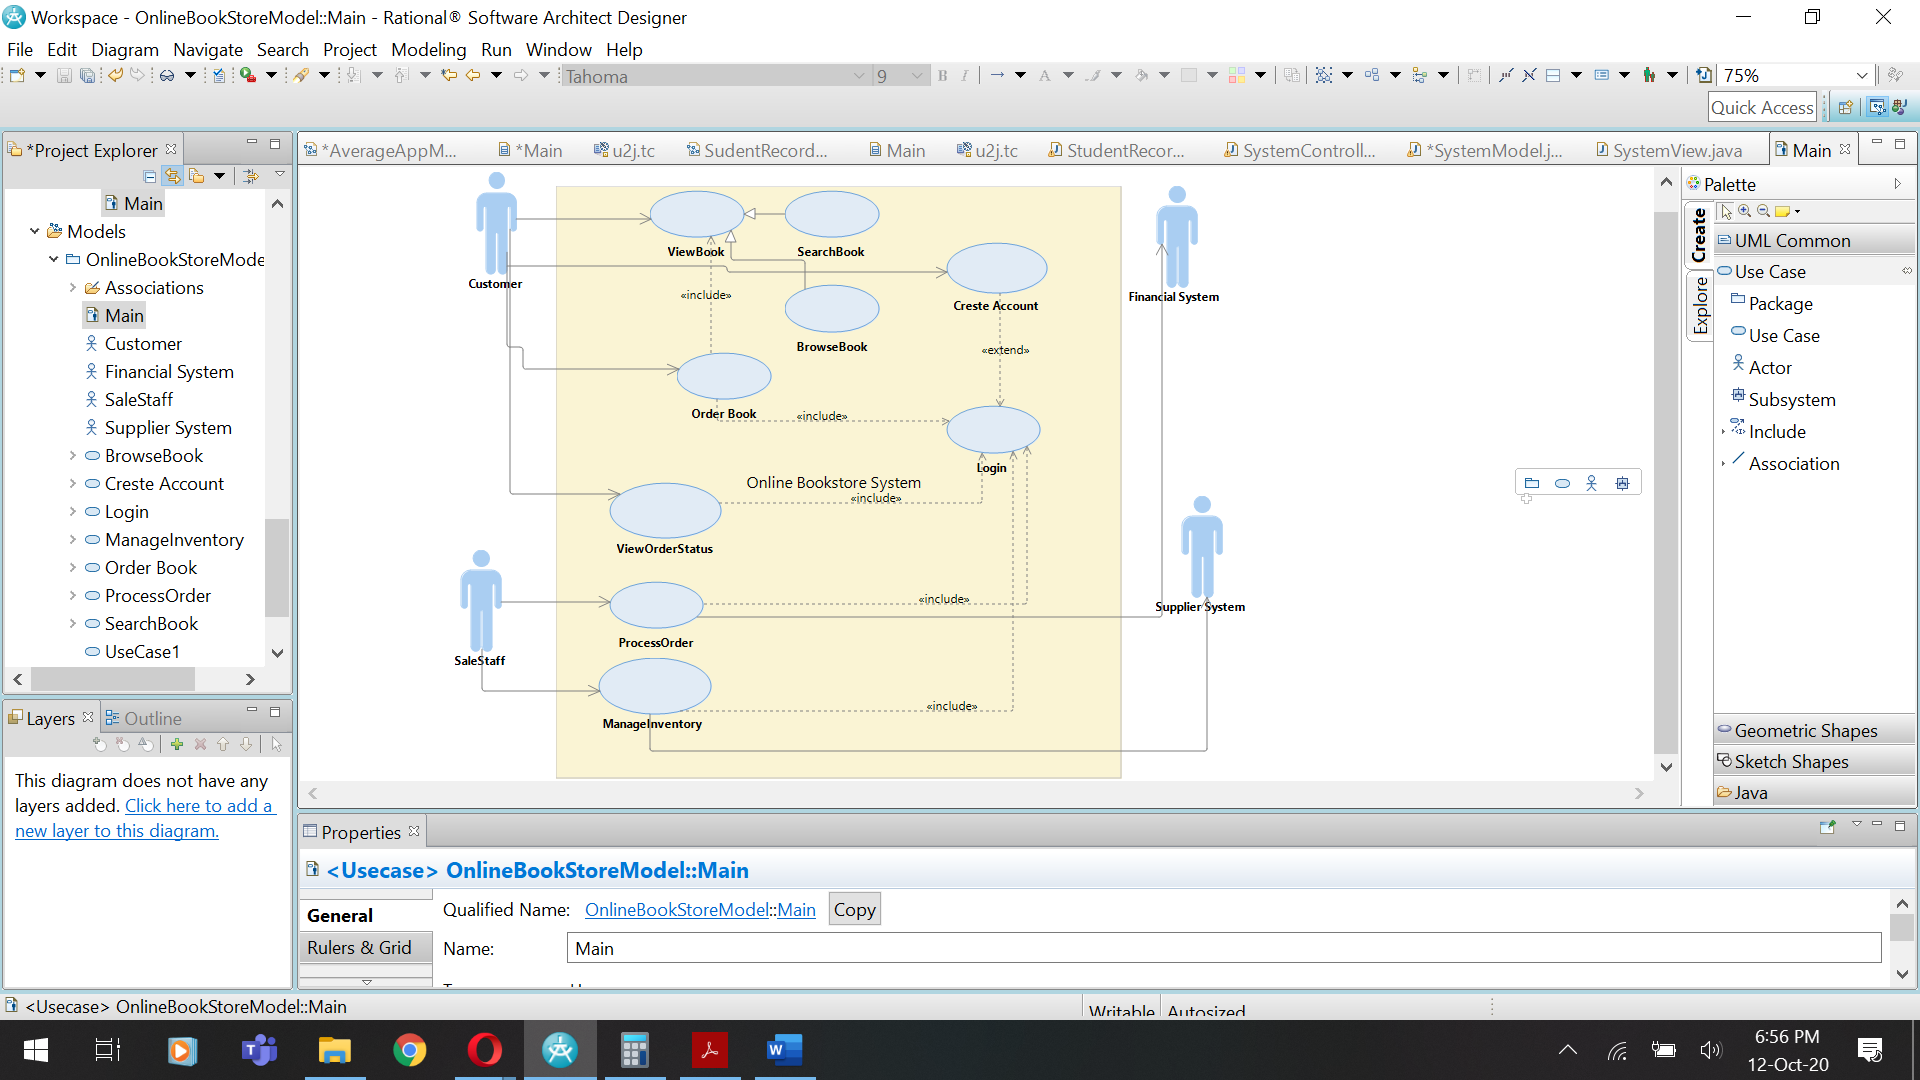 Workspace - OnlineBookStoreModel::Main - Rational® Software Architect Designer
File Edit Diagram Navigate Search Project Modeling Run Window Help
Tahoma 9 B I A 75%
Quick Access
*Project Explorer
*AverageAppM... *Main u2j.tc SudentRecord... Main u2j.tc StudentRecor... SystemControll... *SystemModel.j... SystemView.java Main
Main
Models
OnlineBookStoreMode
Associations
Main
Customer
Financial System
SaleStaff
Supplier System
BrowseBook
Creste Account
Login
ManageInventory
Order Book
ProcessOrder
SearchBook
UseCase1
Layers Outline
This diagram does not have any
layers added. Click here to add a
new layer to this diagram.
ViewBook
SearchBook
Customer
«include»
Creste Account
Financial System
BrowseBook
«extend»
Order Book
«include»
Login
Online Bookstore System
«include»
ViewOrderStatus
«include»
Supplier System
ProcessOrder
SaleStaff
«include»
ManageInventory
Palette
Create
Explore
UML Common
Use Case
Package
Use Case
Actor
Subsystem
Include
Association
Geometric Shapes
Sketch Shapes
Java
Properties
<Usecase> OnlineBookStoreModel::Main
General
Rulers & Grid
Qualified Name: OnlineBookStoreModel::Main Copy
Name: Main
<Usecase> OnlineBookStoreModel::Main
Writable Autosized
6:56 PM
12-Oct-20